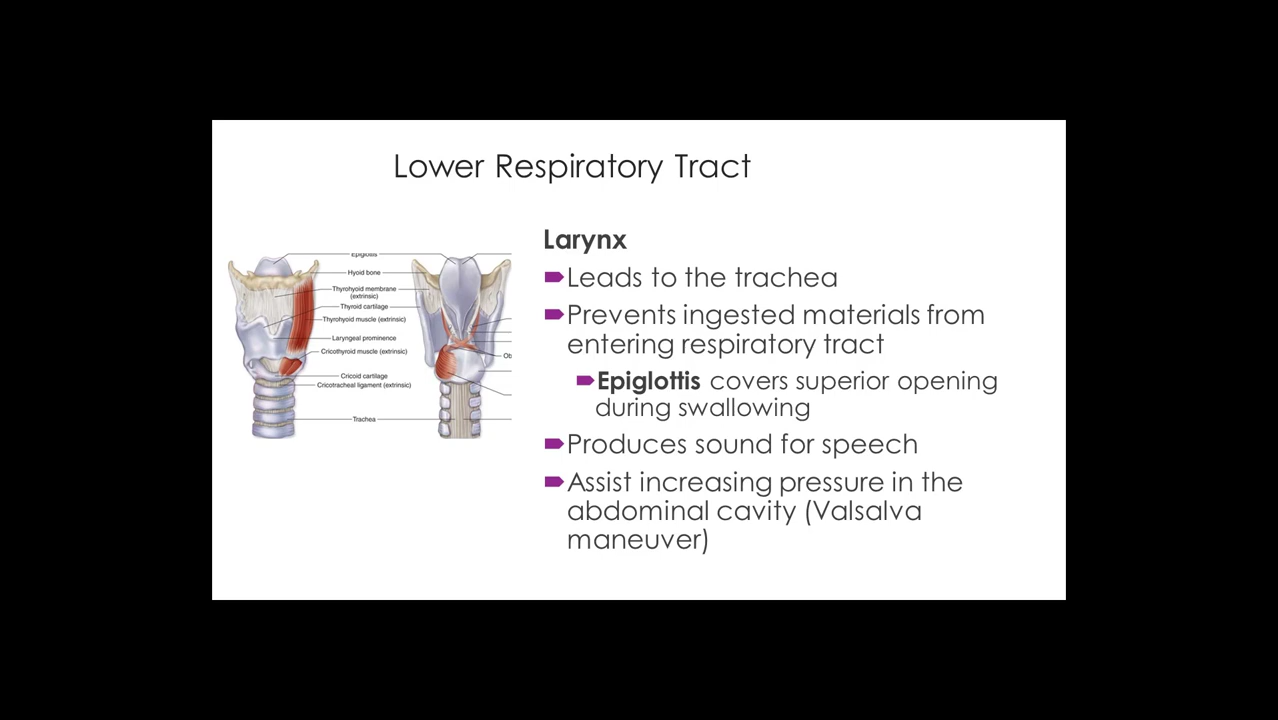 Lower Respiratory Tract
Epiglottis
Hyoid bone
Thyrohyoid membrane
(extrinsic)
Thyroid cartilage
Thyrohyoid muscle (extrinsic)
Laryngeal prominence
Cricothyroid muscle (extrinsic)
Cricoid cartilage
Cricotracheal ligament (extrinsic)
Trachea
Larynx
Leads to the trachea
Prevents ingested materials from
entering respiratory tract
Epiglottis covers superior opening
during swallowing
Produces sound for speech
Assist increasing pressure in the
abdominal cavity (Valsalva
maneuver)